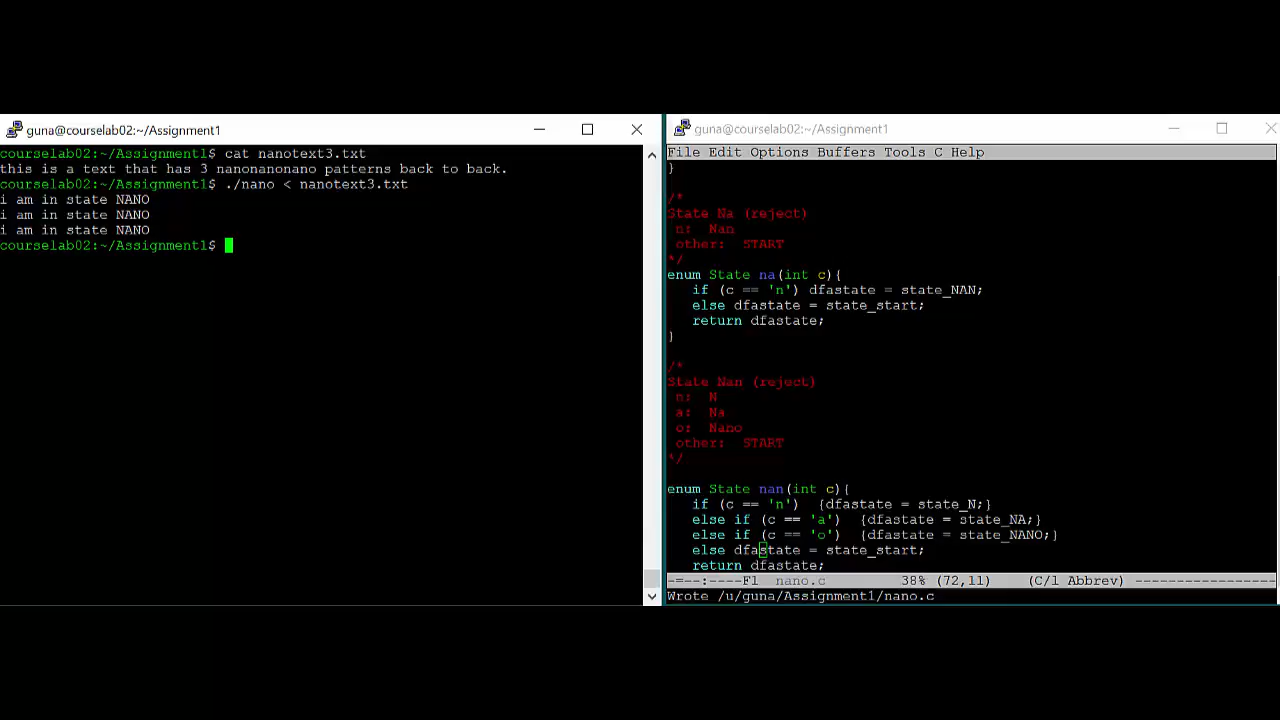 guna@courselab02:~/Assignment1
courselab02:~/Assignment1$ cat nanotext3.txt
this is a text that has 3 nanonanonano patterns back to back.
courselab02:~/Assignment1$ ./nano < nanotext3.txt
i am in state NANO
i am in state NANO
i am in state NANO
courselab02:~/Assignment1$
guna@courselab02:~/Assignment1
File Edit Options Buffers Tools C Help
}
/*
State Na (reject)
n:  Nan
other:  START
*/
enum State na(int c){
if (c == 'n') dfastate = state_NAN;
else dfastate = state_start;
return dfastate;
}
/*
State Nan (reject)
n:  N
a:  Na
o:  Nano
other:  START
*/
enum State nan(int c){
if (c == 'n')  {dfastate = state_N;}
else if (c == 'a')  {dfastate = state_NA;}
else if (c == 'o')  {dfastate = state_NANO;}
else dfastate = state_start;
return dfastate;
-=--:----F1  nano.c         38% (72,11)     (C/l Abbrev) -----------------
Wrote /u/guna/Assignment1/nano.c